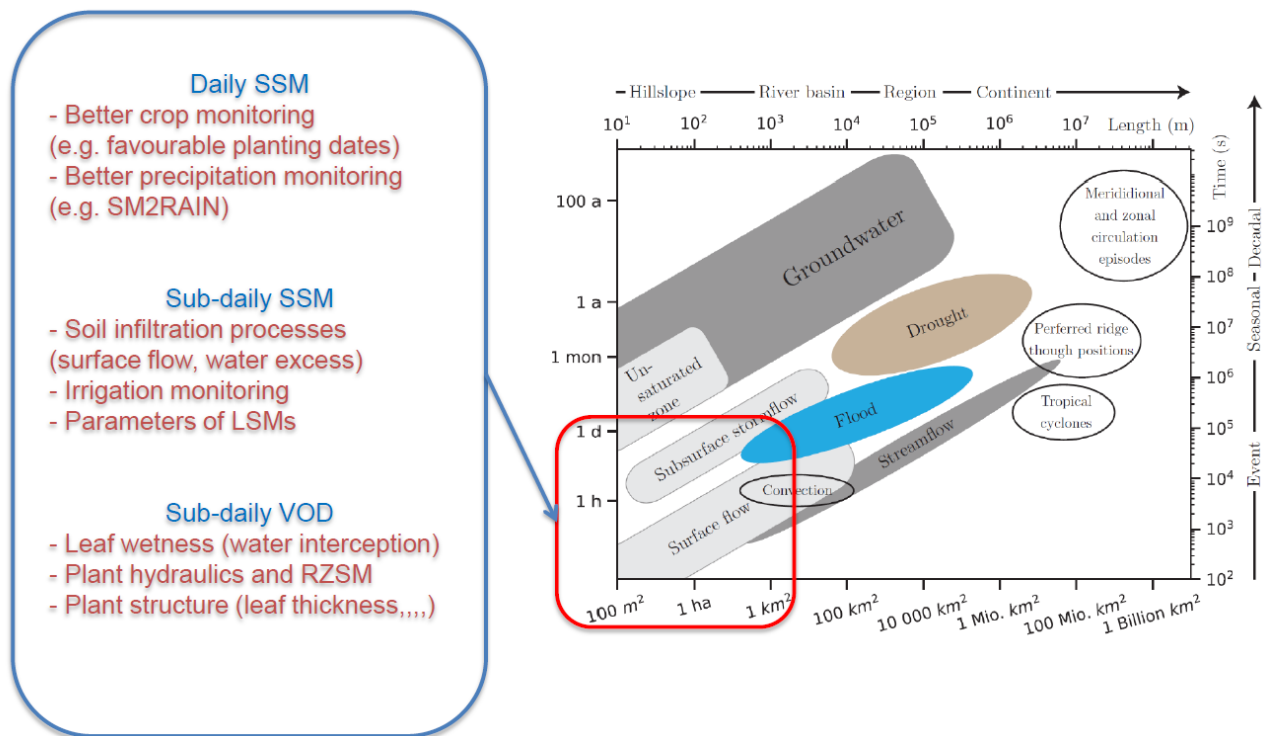 Daily SSM
- Better crop monitoring
(e.g. favourable planting dates)
- Better precipitation monitoring
(e.g. SM2RAIN)
Sub-daily SSM
- Soil infiltration processes
(surface flow, water excess)
- Irrigation monitoring
- Parameters of LSMs
Sub-daily VOD
- Leaf wetness (water interception)
- Plant hydraulics and RZSM
- Plant structure (leaf thickness,,,,)
Hillslope River basin Region Continent
10¹ 10² 10³ 10⁴ 10⁵ 10⁶ 10⁷ Length (m)
100 a
1 a
1 mon
1 d
1 h
Groundwater
Un-
saturated
zone
Subsurface stormflow
Surface flow
Drought
Flood
Streamflow
Convection
Merididional
and zonal
circulation
episodes
Perferred ridge
though positions
Tropical
cyclones
Time (s)
10⁹
10⁸
10⁷
10⁶
10⁵
10⁴
10³
10²
Event Seasonal Decadal
100 m² 1 ha 1 km² 100 km² 10 000 km² 1 Mio. km² 100 Mio. km² 1 Billion km²